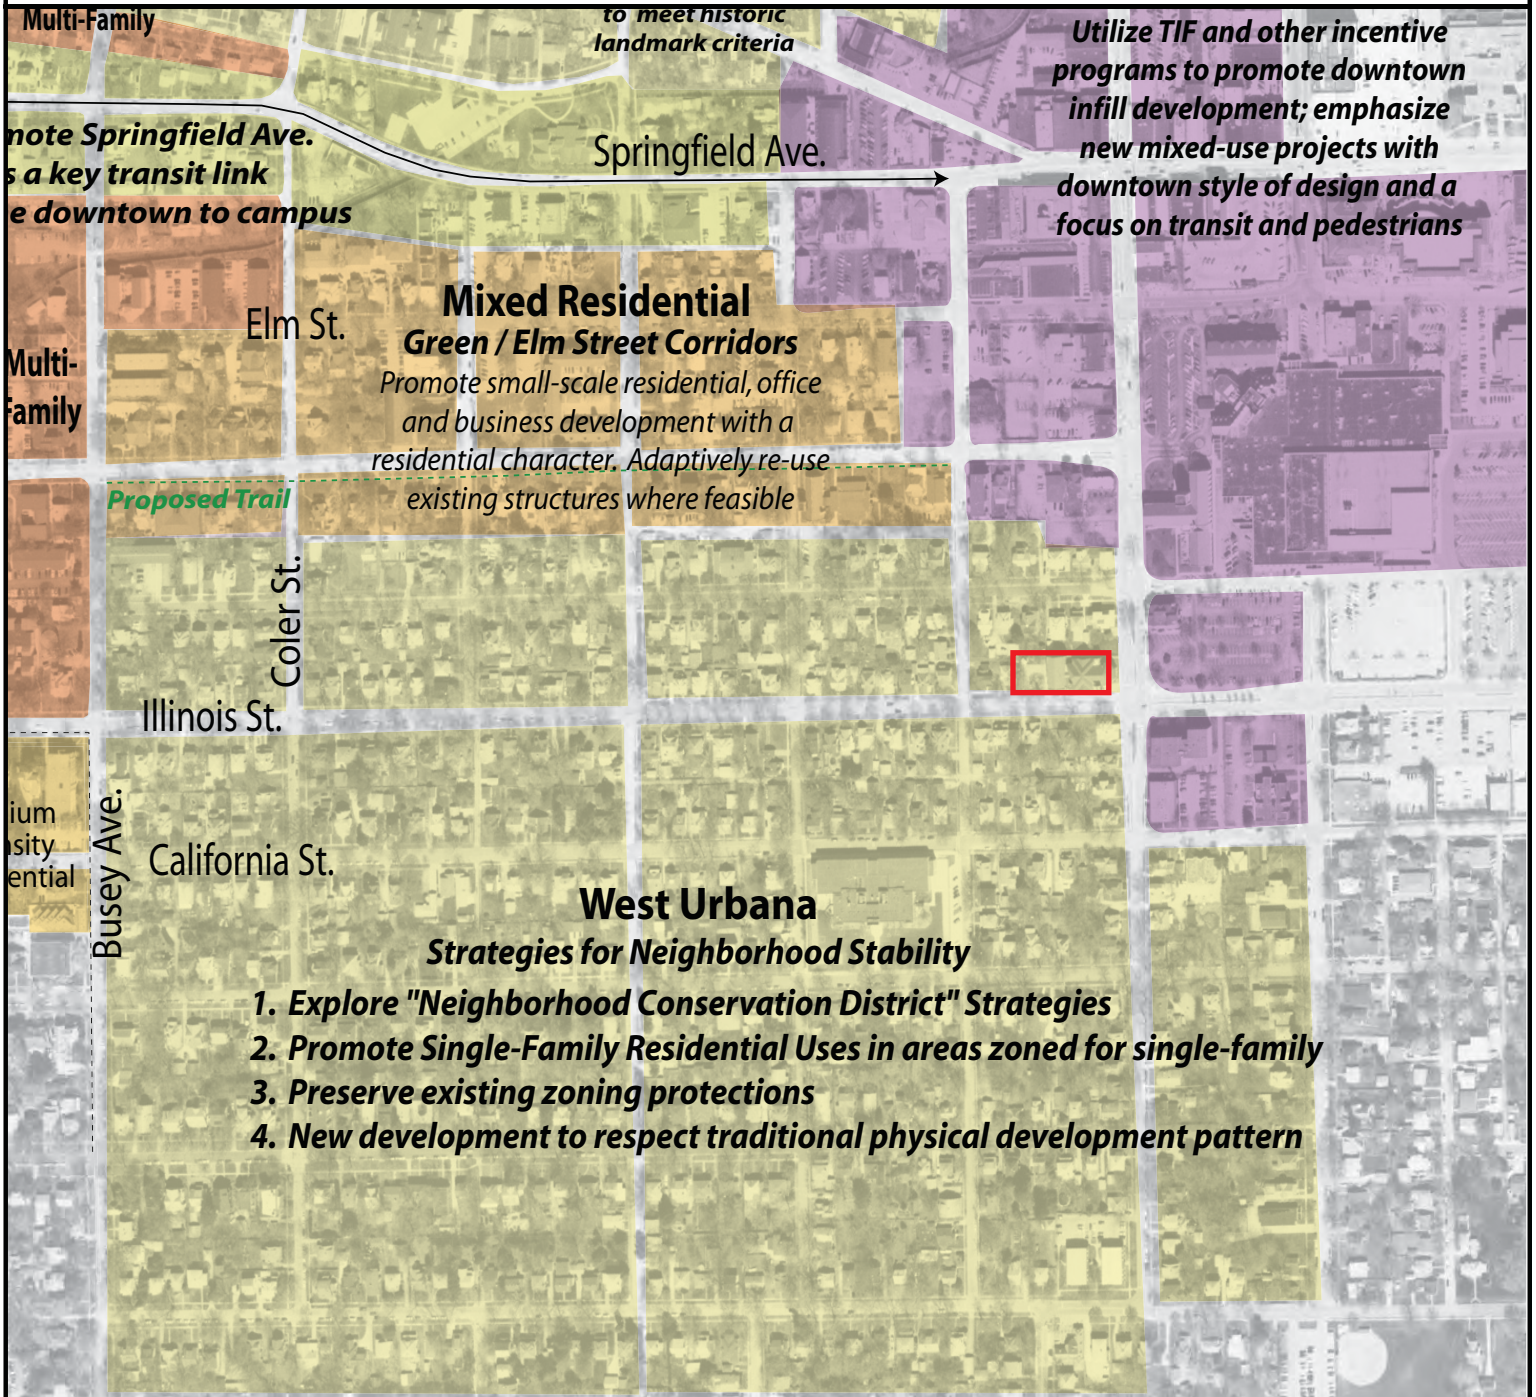 Multi-Family
to meet historic
landmark criteria
Utilize TIF and other incentive
programs to promote downtown
infill development; emphasize
new mixed-use projects with
downtown style of design and a
focus on transit and pedestrians
mote Springfield Ave.
s a key transit link
e downtown to campus
Springfield Ave.
Elm St.
Mixed Residential
Green / Elm Street Corridors
Promote small-scale residential, office
and business development with a
residential character. Adaptively re-use
existing structures where feasible
Multi-
Family
Proposed Trail
Coler St.
Illinois St.
ium
sity
ential
Busey Ave.
California St.
West Urbana
Strategies for Neighborhood Stability
1. Explore "Neighborhood Conservation District" Strategies
2. Promote Single-Family Residential Uses in areas zoned for single-family
3. Preserve existing zoning protections
4. New development to respect traditional physical development pattern